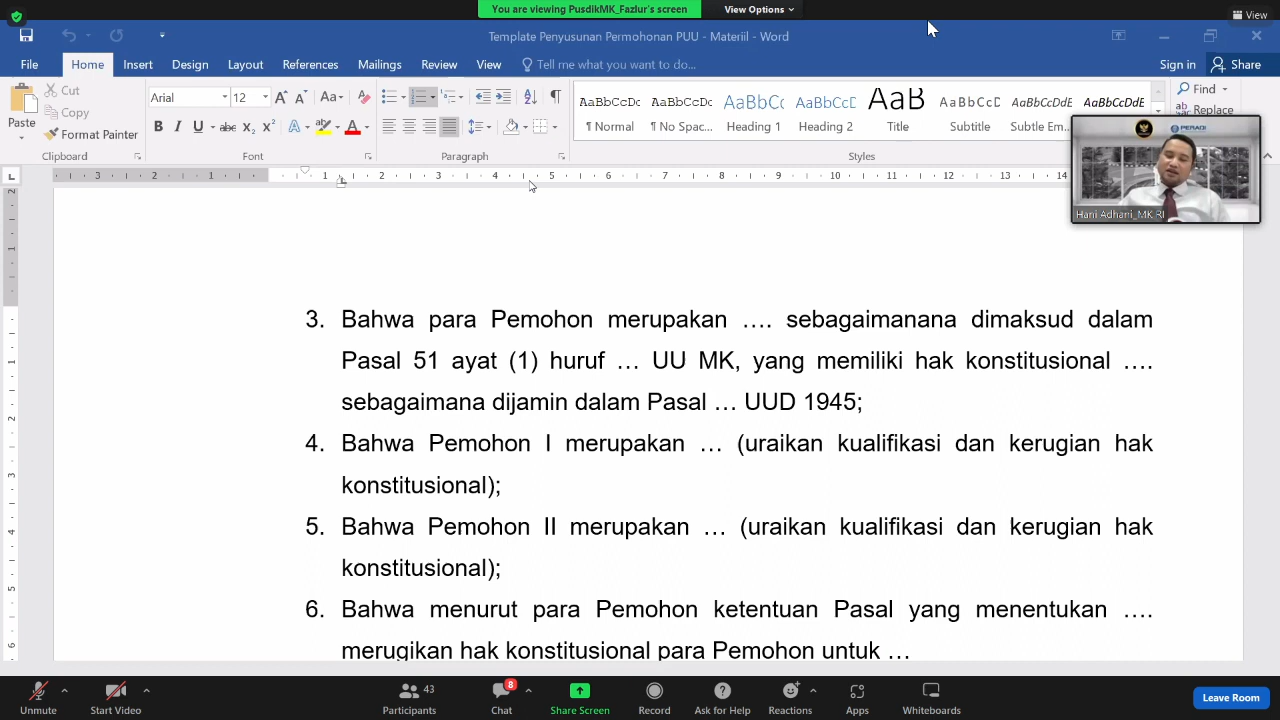 You are viewing PusdikMK_Fazlur's screen
View Options
View
Template Penyusunan Permohonan PUU - Materiil - Word
File Home Insert Design Layout References Mailings Review View Tell me what you want to do... Sign in Share
Paste
Cut
Copy
Format Painter
Clipboard
Arial 12
Font
Paragraph
AaBbCcDc AaBbCcDc AaBbCc AaBbCcD AaB AaBbCcD AaBbCcDd AaBbCcDd
¶ Normal ¶ No Spac... Heading 1 Heading 2 Title Subtitle Subtle Em...
Styles
Find
Replace
PERADI
Hani Adhani_MK RI
3. Bahwa para Pemohon merupakan …. sebagaimanana dimaksud dalam
Pasal 51 ayat (1) huruf … UU MK, yang memiliki hak konstitusional ….
sebagaimana dijamin dalam Pasal … UUD 1945;
4. Bahwa Pemohon I merupakan … (uraikan kualifikasi dan kerugian hak
konstitusional);
5. Bahwa Pemohon II merupakan … (uraikan kualifikasi dan kerugian hak
konstitusional);
6. Bahwa menurut para Pemohon ketentuan Pasal yang menentukan ….
merugikan hak konstitusional para Pemohon untuk …
Unmute
Start Video
Participants 43
Chat 8
Share Screen
Record
Ask for Help
Reactions
Apps
Whiteboards
Leave Room